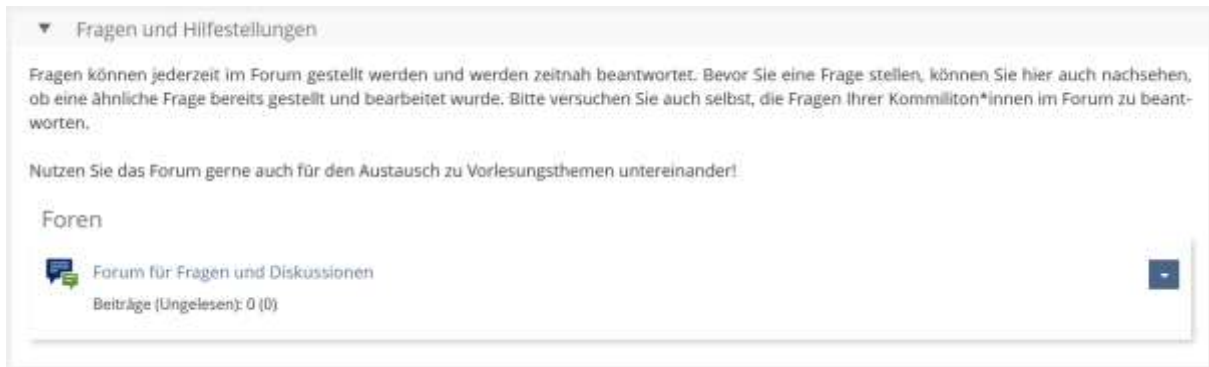 Fragen und Hilfestellungen
Fragen können jederzeit im Forum gestellt werden und werden zeitnah beantwortet. Bevor Sie eine Frage stellen, können Sie hier auch nachsehen,
ob eine ähnliche Frage bereits gestellt und bearbeitet wurde. Bitte versuchen Sie auch selbst, die Fragen Ihrer Kommiliton*innen im Forum zu beant-
worten.
Nutzen Sie das Forum gerne auch für den Austausch zu Vorlesungsthemen untereinander!
Foren
Forum für Fragen und Diskussionen
Beiträge (Ungelesen): 0 (0)